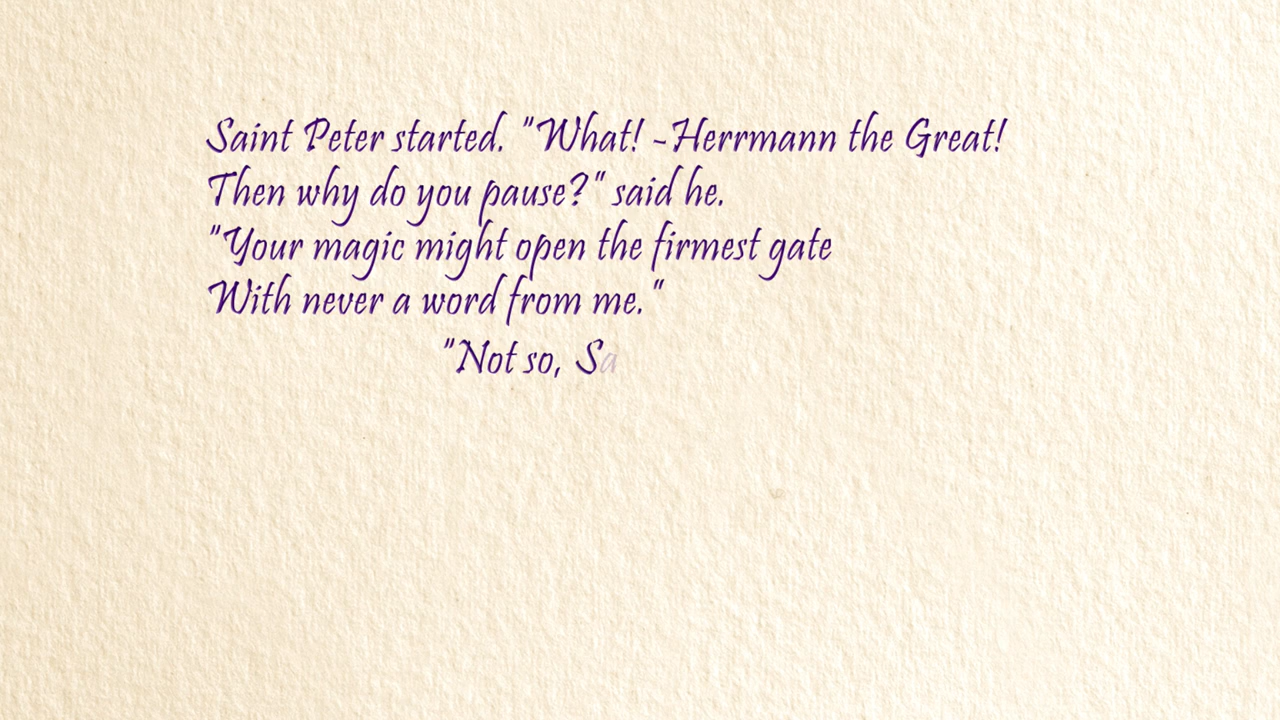 Saint Peter started. "What! -Herrmann the Great!
Then why do you pause?" said he.
"Your magic might open the firmest gate
With never a word from me."
"Not so, Sa